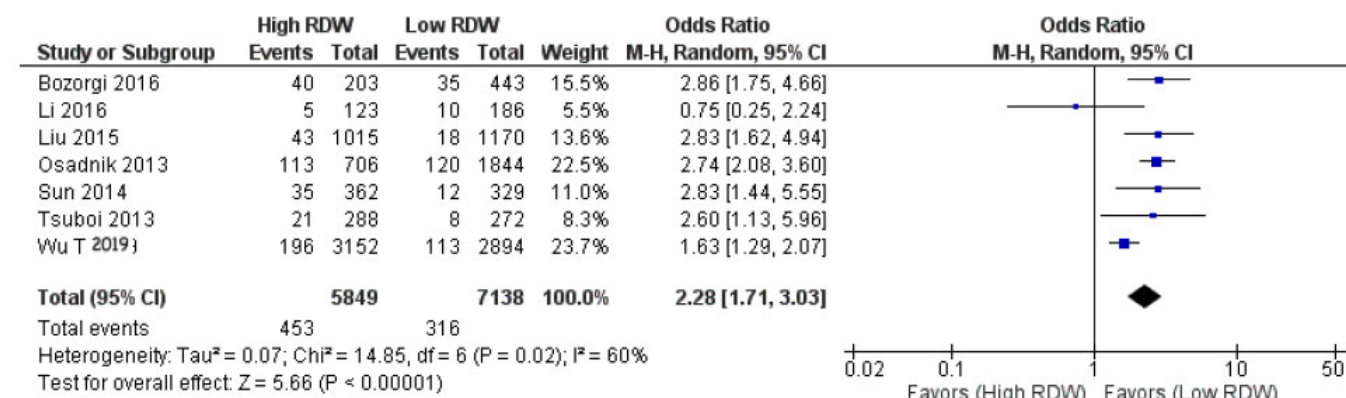 High RDW Low RDW Odds Ratio Odds Ratio
Study or Subgroup Events Total Events Total Weight M-H, Random, 95% CI M-H, Random, 95% CI
Bozorgi 2016 40 203 35 443 15.5% 2.86 [1.75, 4.66]
Li 2016 5 123 10 186 5.5% 0.75 [0.25, 2.24]
Liu 2015 43 1015 18 1170 13.6% 2.83 [1.62, 4.94]
Osadnik 2013 113 706 120 1844 22.5% 2.74 [2.08, 3.60]
Sun 2014 35 362 12 329 11.0% 2.83 [1.44, 5.55]
Tsuboi 2013 21 288 8 272 8.3% 2.60 [1.13, 5.96]
Wu T 2019) 196 3152 113 2894 23.7% 1.63 [1.29, 2.07]
Total (95% CI) 5849 7138 100.0% 2.28 [1.71, 3.03]
Total events 453 316
Heterogeneity: Tau² = 0.07; Chi² = 14.85, df = 6 (P = 0.02); I² = 60%
Test for overall effect: Z = 5.66 (P < 0.00001)
0.02 0.1 1 10 50
Favors (High RDW) Favors (Low RDW)